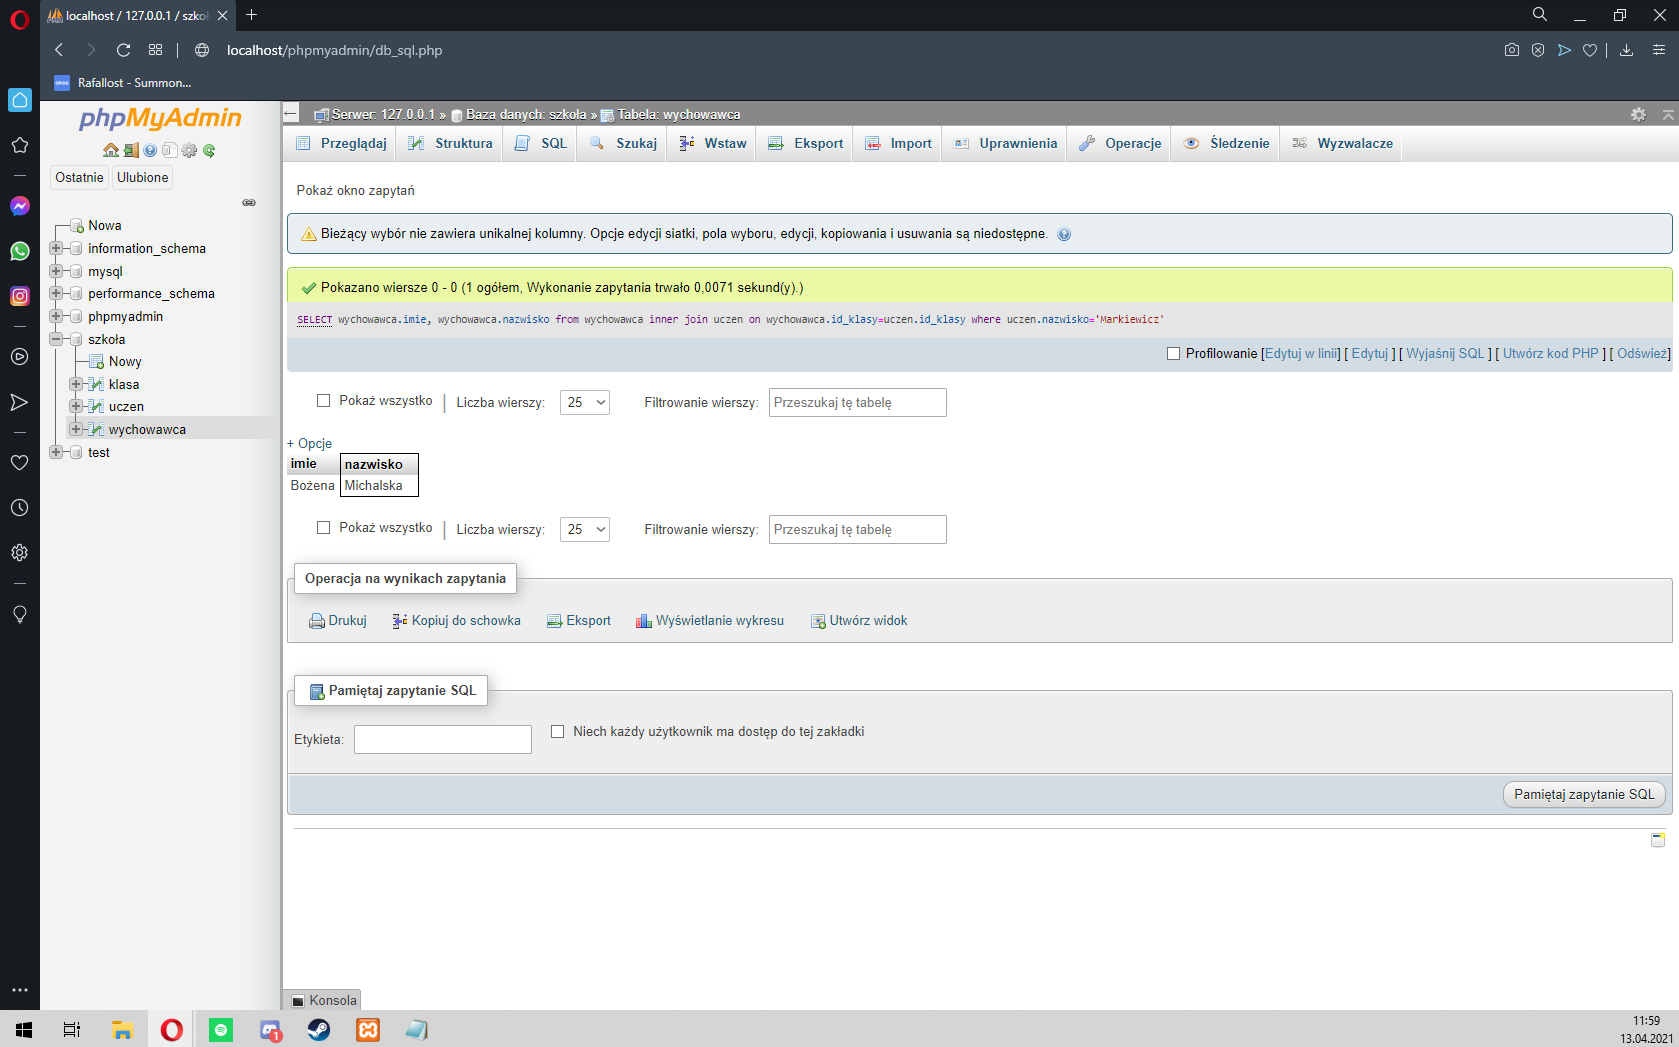 localhost / 127.0.0.1 / szko
localhost/phpmyadmin/db_sql.php
Rafallost - Summon...
phpMyAdmin
Ostatnie Ulubione
Nowa
information_schema
mysql
performance_schema
phpmyadmin
szkoła
Nowy
klasa
uczen
wychowawca
test
Serwer: 127.0.0.1 » Baza danych: szkoła » Tabela: wychowawca
Przeglądaj Struktura SQL Szukaj Wstaw Eksport Import Uprawnienia Operacje Śledzenie Wyzwalacze
Pokaż okno zapytań
Bieżący wybór nie zawiera unikalnej kolumny. Opcje edycji siatki, pola wyboru, edycji, kopiowania i usuwania są niedostępne.
Pokazano wiersze 0 - 0 (1 ogółem, Wykonanie zapytania trwało 0,0071 sekund(y).)
SELECT wychowawca.imie, wychowawca.nazwisko from wychowawca inner join uczen on wychowawca.id_klasy=uczen.id_klasy where uczen.nazwisko='Markiewicz'
Profilowanie [Edytuj w linii] [ Edytuj ] [ Wyjaśnij SQL ] [ Utwórz kod PHP ] [ Odśwież]
Pokaż wszystko | Liczba wierszy: 25 Filtrowanie wierszy: Przeszukaj tę tabelę
+ Opcje
imie nazwisko
Bożena Michalska
Pokaż wszystko | Liczba wierszy: 25 Filtrowanie wierszy: Przeszukaj tę tabelę
Operacja na wynikach zapytania
Drukuj Kopiuj do schowka Eksport Wyświetlanie wykresu Utwórz widok
Pamiętaj zapytanie SQL
Etykieta: Niech każdy użytkownik ma dostęp do tej zakładki
Pamiętaj zapytanie SQL
Konsola
1
11:59
13.04.2021